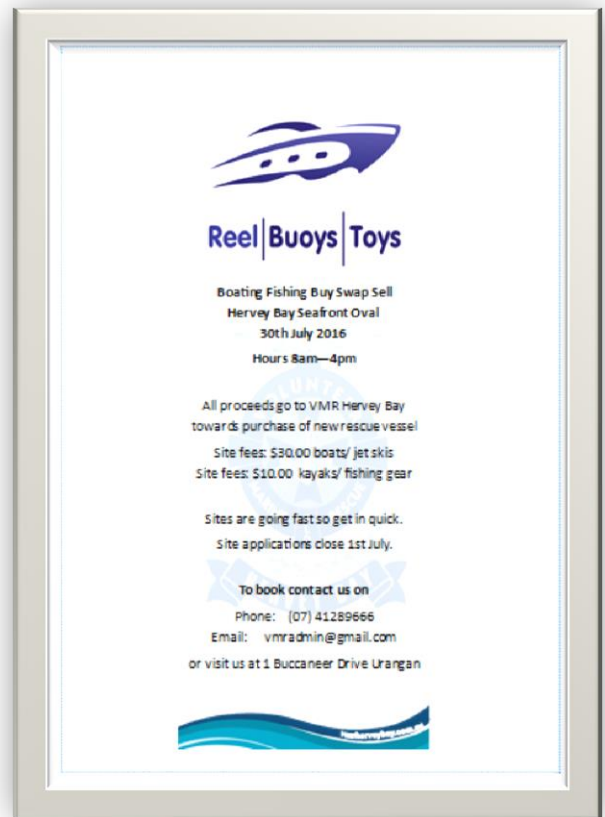 Reel Buoys Toys
Boating Fishing Buy Swap Sell
Hervey Bay Seafront Oval
30th July 2016
Hours 8am—4pm
All proceeds go to VMR Hervey Bay
towards purchase of new rescue vessel
Site fees: $30.00 boats/ jet skis
Site fees: $10.00 kayaks/ fishing gear
Sites are going fast so get in quick.
Site applications close 1st July.
To book contact us on
Phone: (07) 41289666
Email: vmradmin@gmail.com
or visit us at 1 Buccaneer Drive Urangan